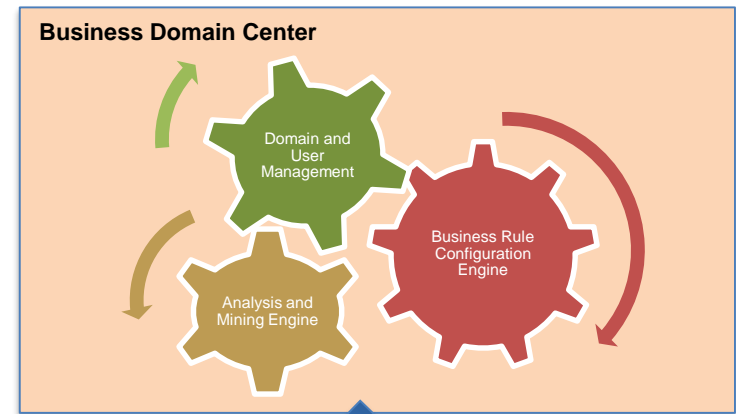 Business Domain Center
Domain and
User
Management
Business Rule
Configuration
Engine
Analysis and
Mining Engine